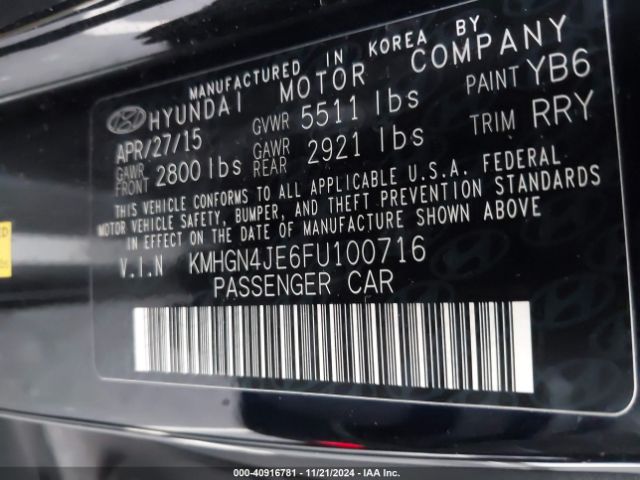 MANUFACTURED IN KOREA BY
HYUNDAI MOTOR COMPANY
APR/27/15 GVWR 5511 lbs PAINT YB6
GAWR FRONT 2800 lbs GAWR REAR 2921 lbs TRIM RRY
THIS VEHICLE CONFORMS TO ALL APPLICABLE U.S.A. FEDERAL
MOTOR VEHICLE SAFETY, BUMPER, AND THEFT PREVENTION STANDARDS
IN EFFECT ON THE DATE OF MANUFACTURE SHOWN ABOVE
V.I.N KMHGN4JE6FU100716
PASSENGER CAR
000-40916781 - 11/21/2024 - IAA Inc.